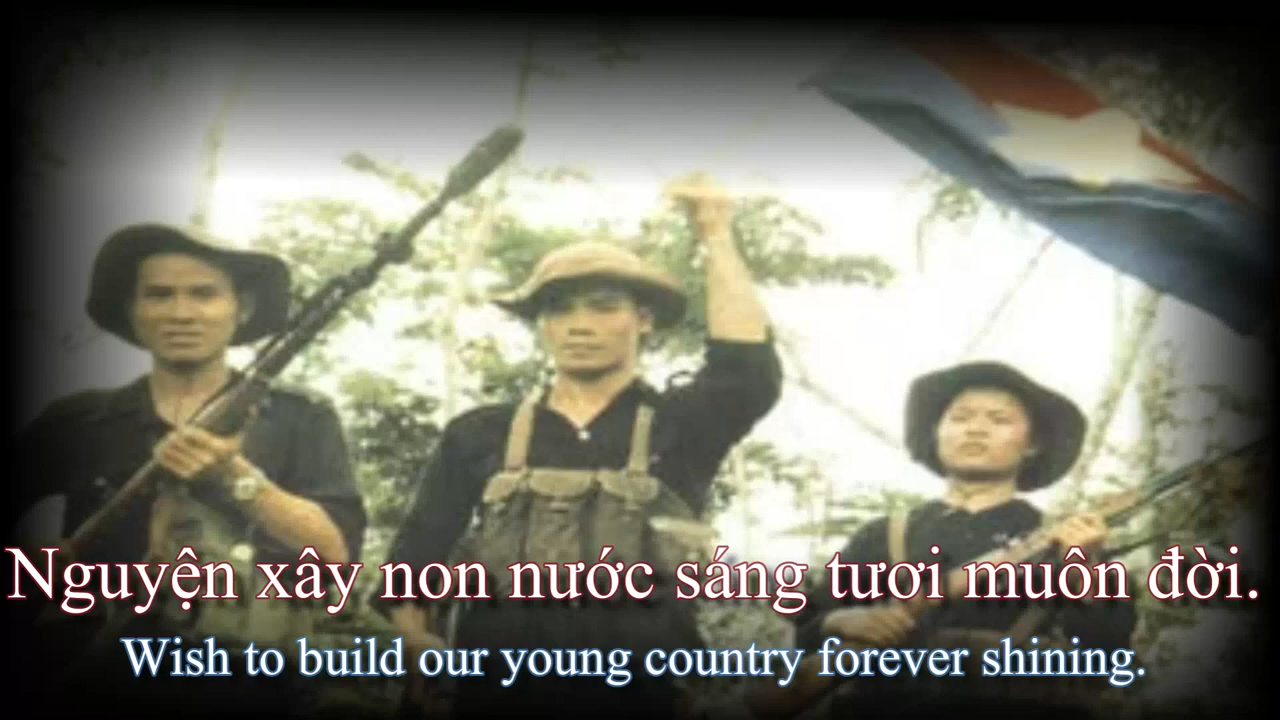 Nguyện xây non nước sáng tươi muôn đời.
Wish to build our young country forever shining.